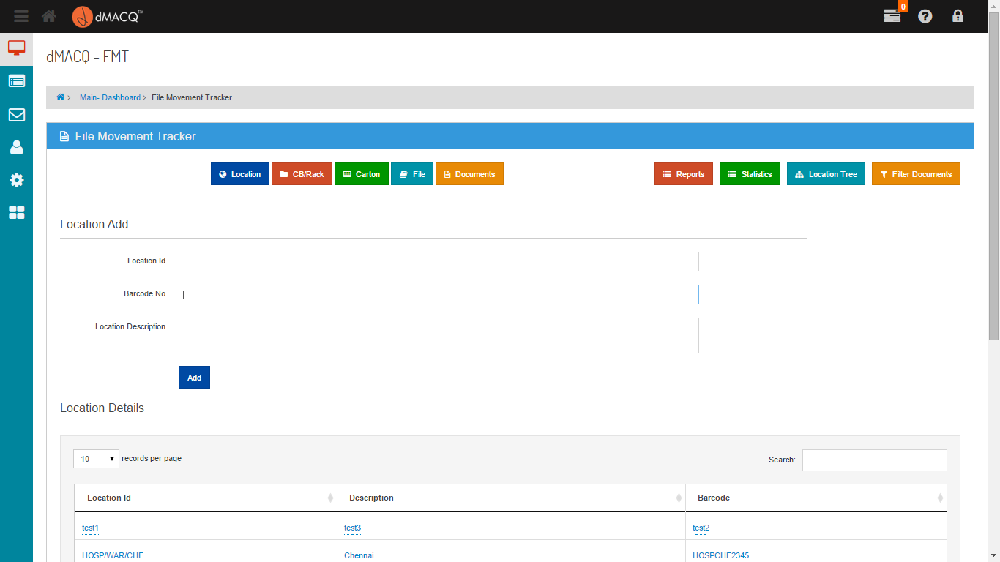 0
dMACQ™
dMACQ – FMT
Main- Dashboard File Movement Tracker
File Movement Tracker
Location CB/Rack Carton File Documents Reports Statistics Location Tree Filter Documents
Location Add
Location Id
Barcode No
Location Description
Add
Location Details
10 records per page Search:
Location Id Description Barcode
test1 test3 test2
HOSP/WAR/CHE Chennai HOSPCHE2345